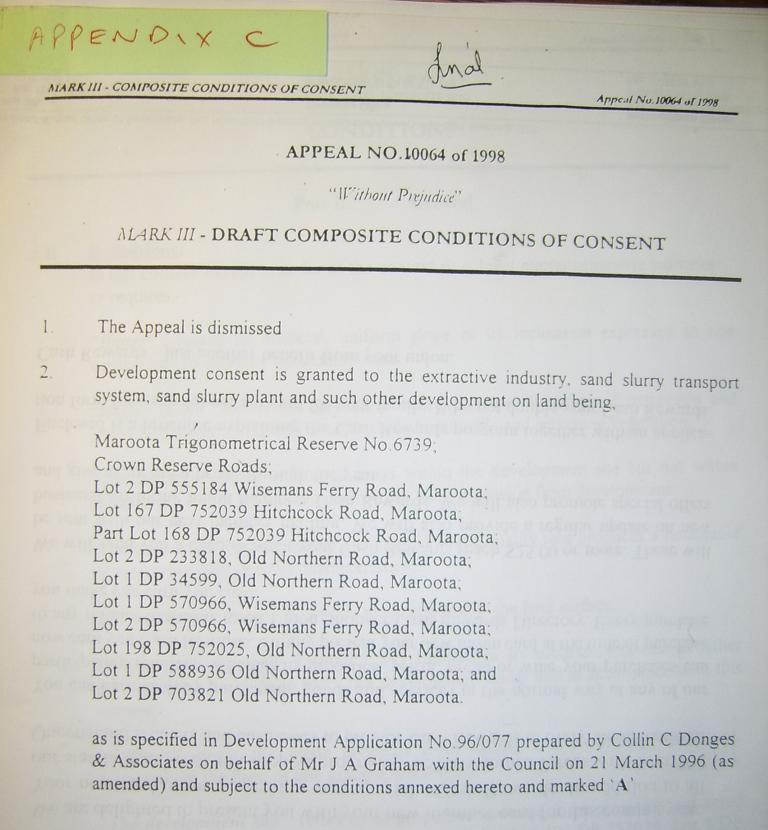 APPENDIX C
final
MARK III - COMPOSITE CONDITIONS OF CONSENT
Appeal No.10064 of 1998
APPEAL NO.10064 of 1998
"Without Prejudice"
MARK III - DRAFT COMPOSITE CONDITIONS OF CONSENT
1. The Appeal is dismissed
2. Development consent is granted to the extractive industry, sand slurry transport
system, sand slurry plant and such other development on land being,
Maroota Trigonometrical Reserve No.6739;
Crown Reserve Roads;
Lot 2 DP 555184 Wisemans Ferry Road, Maroota;
Lot 167 DP 752039 Hitchcock Road, Maroota;
Part Lot 168 DP 752039 Hitchcock Road, Maroota;
Lot 2 DP 233818, Old Northern Road, Maroota;
Lot 1 DP 34599, Old Northern Road, Maroota;
Lot 1 DP 570966, Wisemans Ferry Road, Maroota;
Lot 2 DP 570966, Wisemans Ferry Road, Maroota;
Lot 198 DP 752025, Old Northern Road, Maroota;
Lot 1 DP 588936 Old Northern Road, Maroota; and
Lot 2 DP 703821 Old Northern Road, Maroota.
as is specified in Development Application No.96/077 prepared by Collin C Donges
& Associates on behalf of Mr J A Graham with the Council on 21 March 1996 (as
amended) and subject to the conditions annexed hereto and marked 'A'